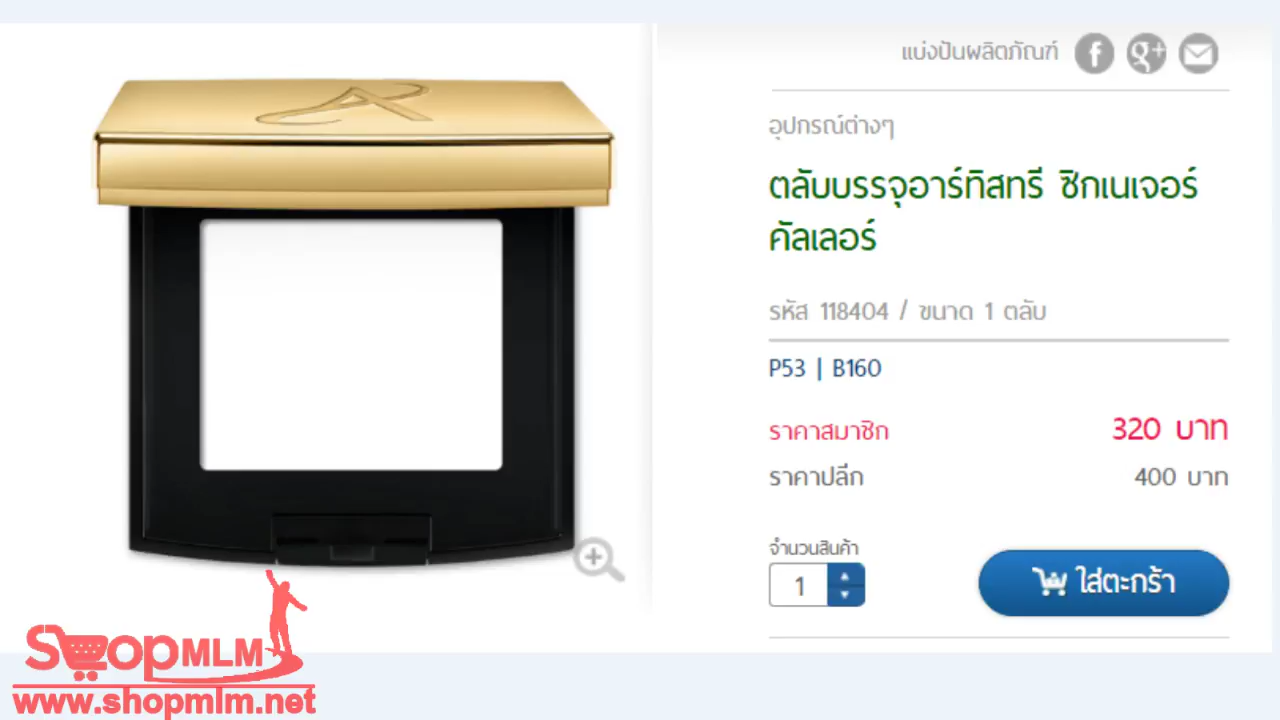 แบ่งปันผลิตภัณฑ์
อุปกรณ์ต่างๆ
ตลับบรรจุอาร์ทิสทรี ซิกเนเจอร์
คัลเลอร์
รหัส 118404 / ขนาด 1 ตลับ
P53 | B160
ราคาสมาชิก 320 บาท
ราคาปลีก 400 บาท
จำนวนสินค้า
1
ใส่ตะกร้า
ShopMLM
www.shopmlm.net